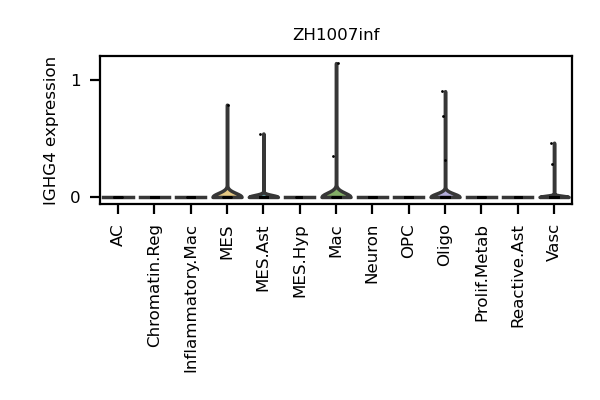 ZH1007inf
IGHG4 expression
1
0
AC
Chromatin.Reg
Inflammatory.Mac
MES
MES.Ast
MES.Hyp
Mac
Neuron
OPC
Oligo
Prolif.Metab
Reactive.Ast
Vasc